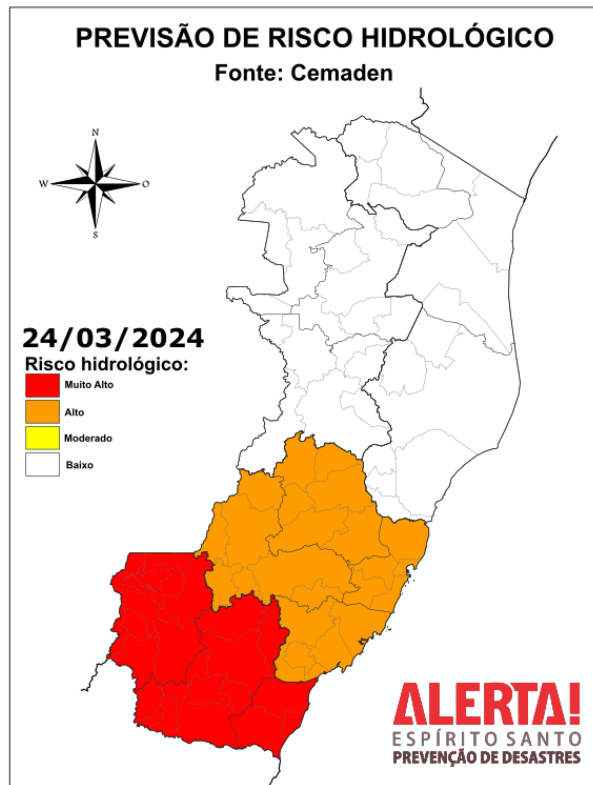 PREVISÃO DE RISCO HIDROLÓGICO
Fonte: Cemaden
N
W
O
S
24/03/2024
Risco hidrológico:
Muito Alto
Alto
Moderado
Baixo
ALERTA!
ESPÍRITO SANTO
PREVENÇÃO DE DESASTRES